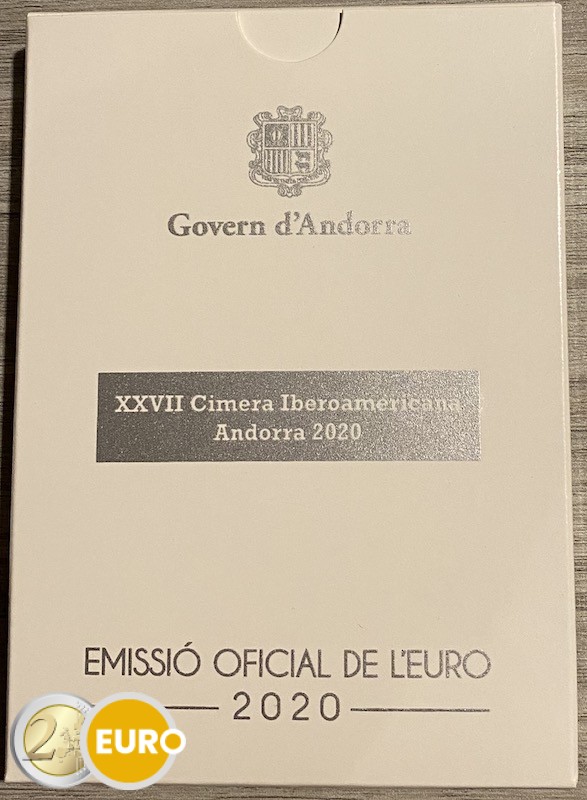 Govern d'Andorra
XXVII Cimera Iberoamericana
Andorra 2020
EMISSIÓ OFICIAL DE L'EURO
2020
2 EURO